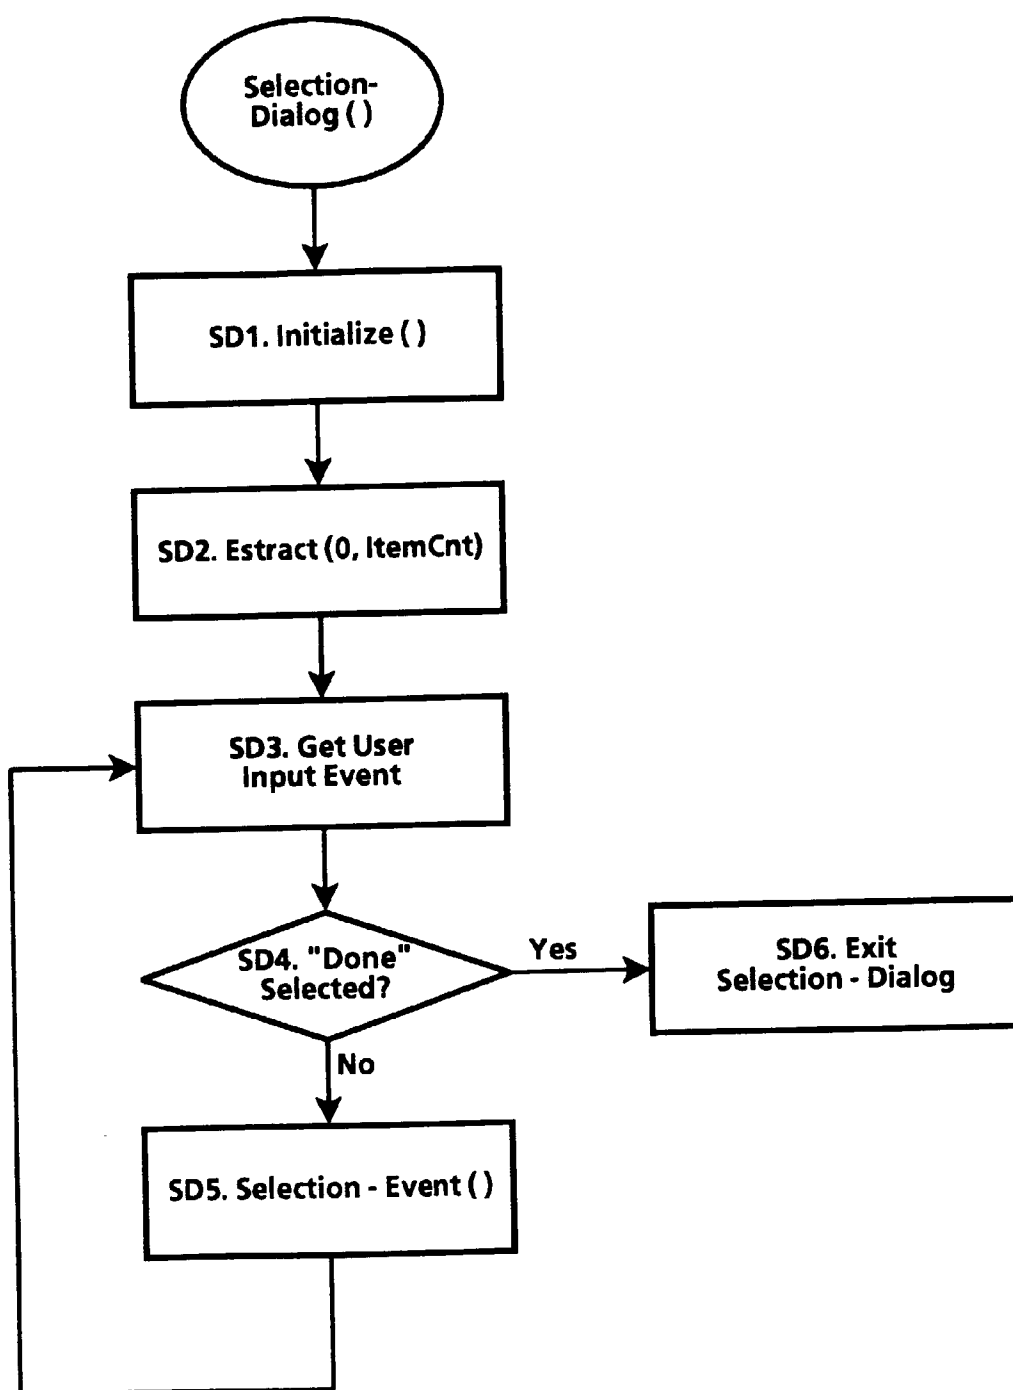 Selection-
Dialog ( )
SD1. Initialize ( )
SD2. Estract (0, ItemCnt)
SD3. Get User
Input Event
SD4. "Done"
Selected?
Yes
SD6. Exit
Selection - Dialog
No
SD5. Selection - Event ( )